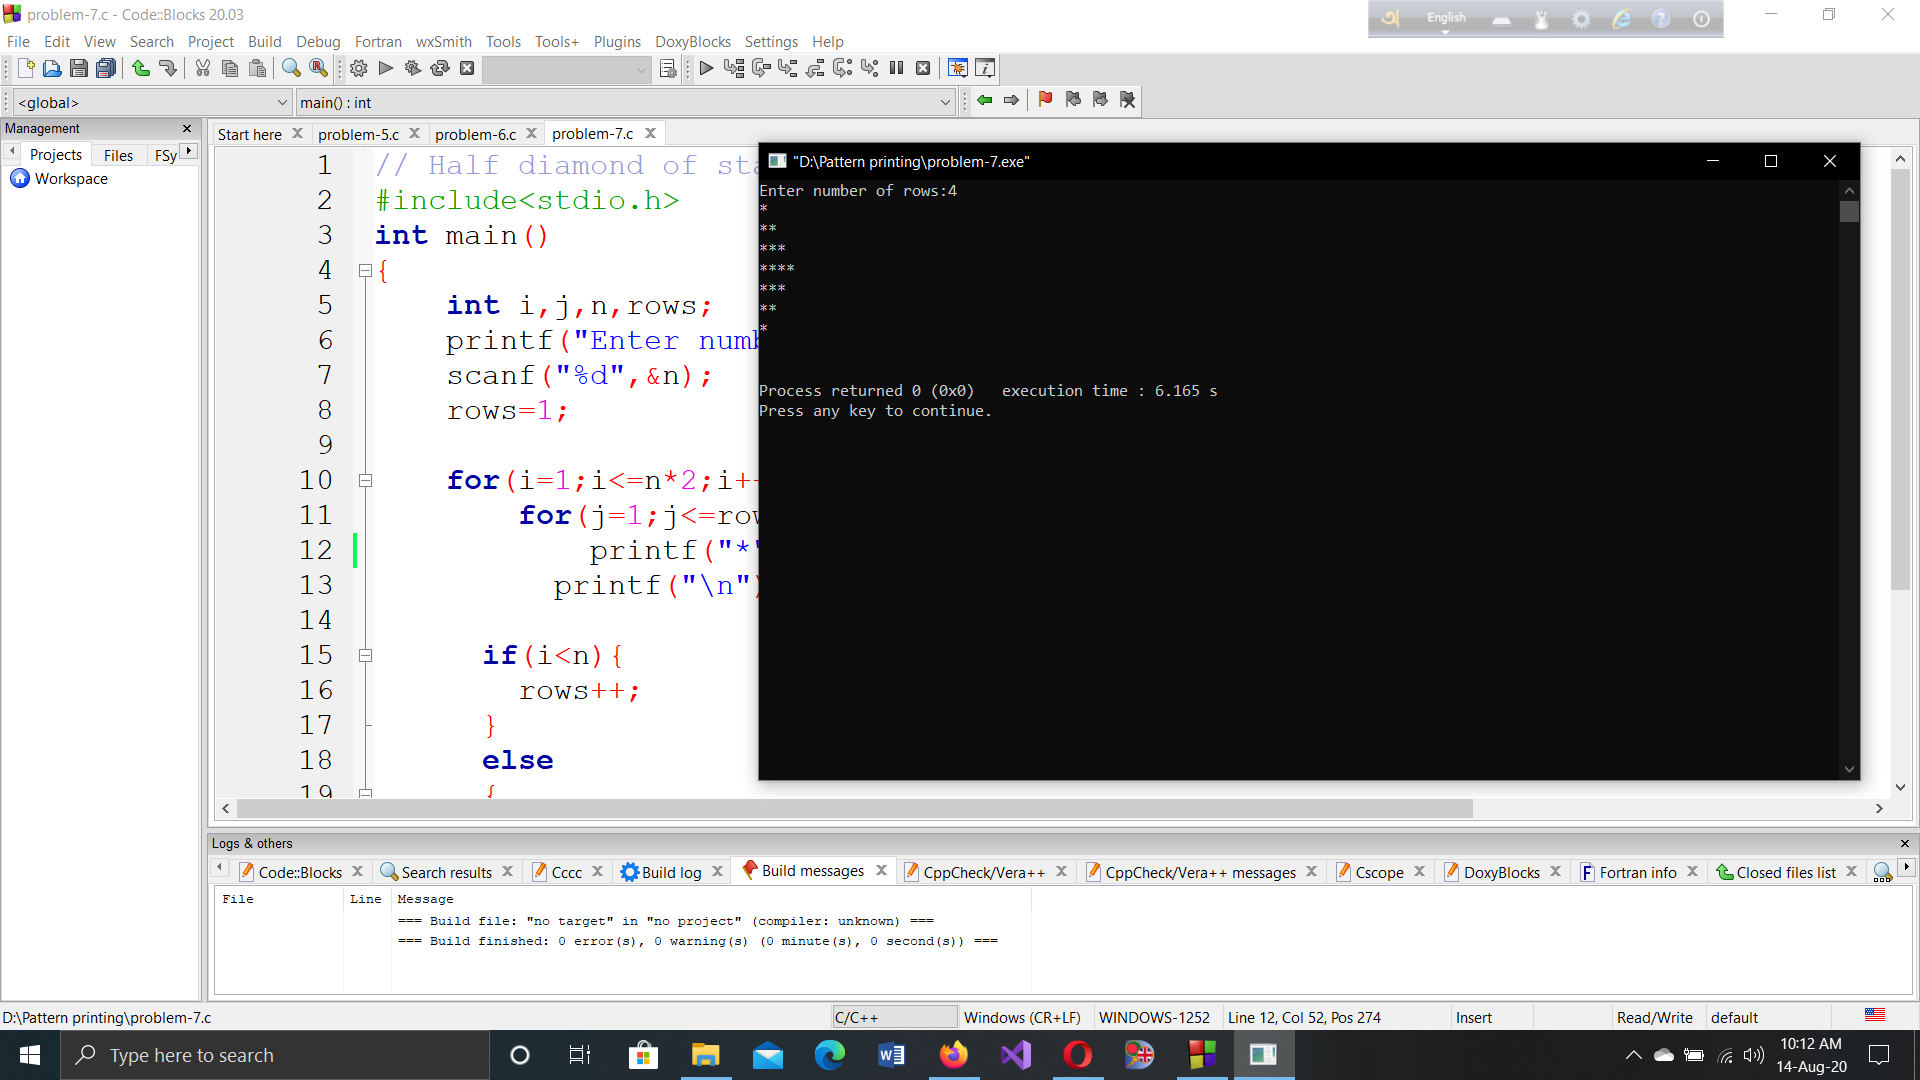 problem-7.c - Code::Blocks 20.03
English
File Edit View Search Project Build Debug Fortran wxSmith Tools Tools+ Plugins DoxyBlocks Settings Help
<global> main() : int
Management
Projects Files FSy
Workspace
Start here problem-5.c problem-6.c problem-7.c
1 // Half diamond of sta
2 #include<stdio.h>
3 int main()
4 {
5 int i,j,n,rows;
6 printf("Enter numb
7 scanf("%d",&n);
8 rows=1;
9
10 for(i=1;i<=n*2;i++
11 for(j=1;j<=row
12 printf("*"
13 printf("\n")
14
15 if(i<n){
16 rows++;
17 }
18 else
19 {
"D:\Pattern printing\problem-7.exe"
Enter number of rows:4
*
**
***
****
***
**
*
Process returned 0 (0x0)   execution time : 6.165 s
Press any key to continue.
Logs & others
Code::Blocks Search results Cccc Build log Build messages CppCheck/Vera++ CppCheck/Vera++ messages Cscope DoxyBlocks Fortran info Closed files list
File Line Message
=== Build file: "no target" in "no project" (compiler: unknown) ===
=== Build finished: 0 error(s), 0 warning(s) (0 minute(s), 0 second(s)) ===
D:\Pattern printing\problem-7.c C/C++ Windows (CR+LF) WINDOWS-1252 Line 12, Col 52, Pos 274 Insert Read/Write default
Type here to search
10:12 AM
14-Aug-20